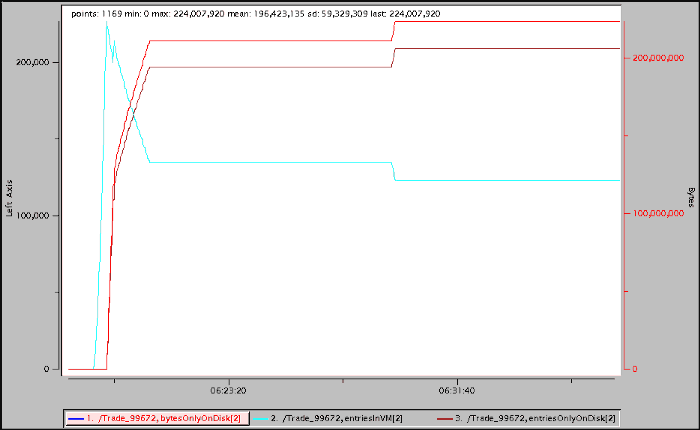 points: 1169 min: 0 max: 224,007,920 mean: 196,423,135 sd: 59,329,309 last: 224,007,920
200,000
100,000
0
Left Axis
200,000,000
100,000,000
0
Bytes
06:23:20
06:31:40
1. /Trade_99672, bytesOnlyOnDisk[2]
2. /Trade_99672, entriesInVM[2]
3. /Trade_99672, entriesOnlyOnDisk[2]